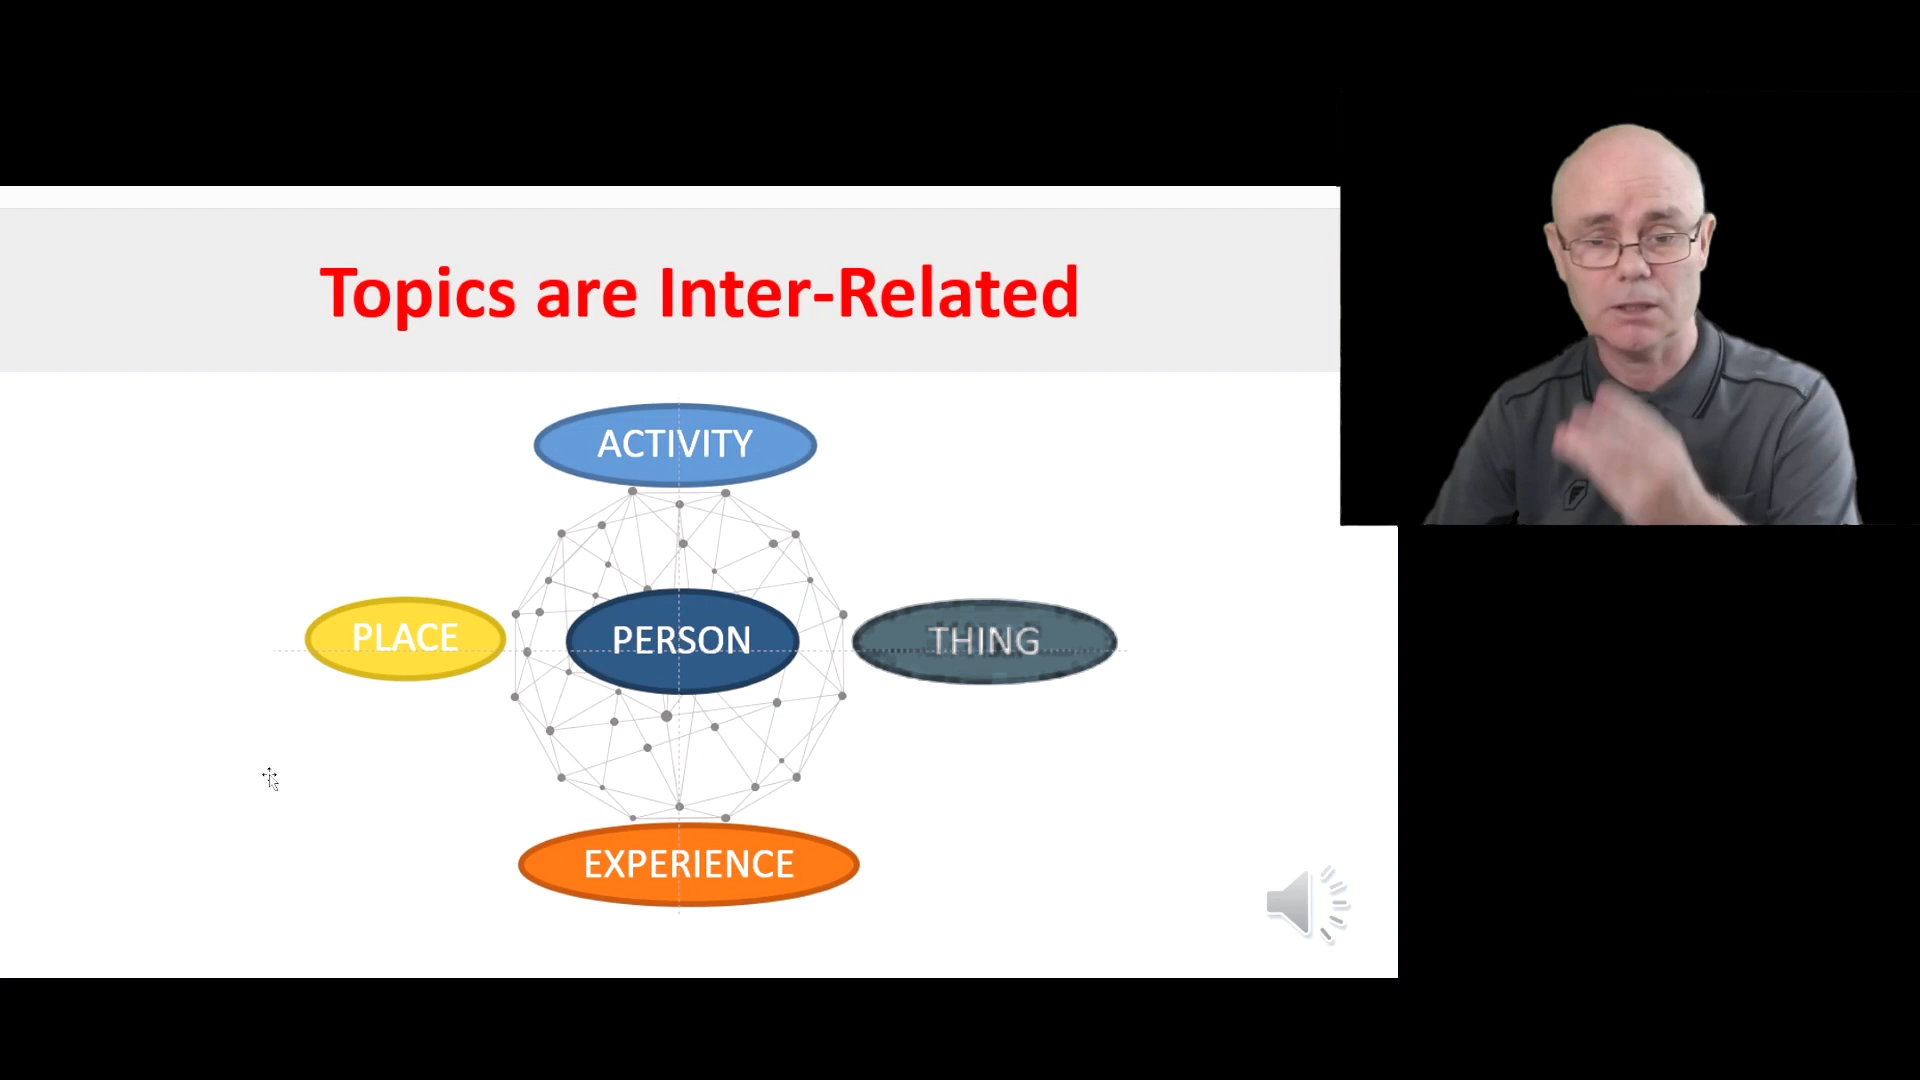 Topics are Inter-Related
ACTIVITY
PLACE
PERSON
THING
EXPERIENCE